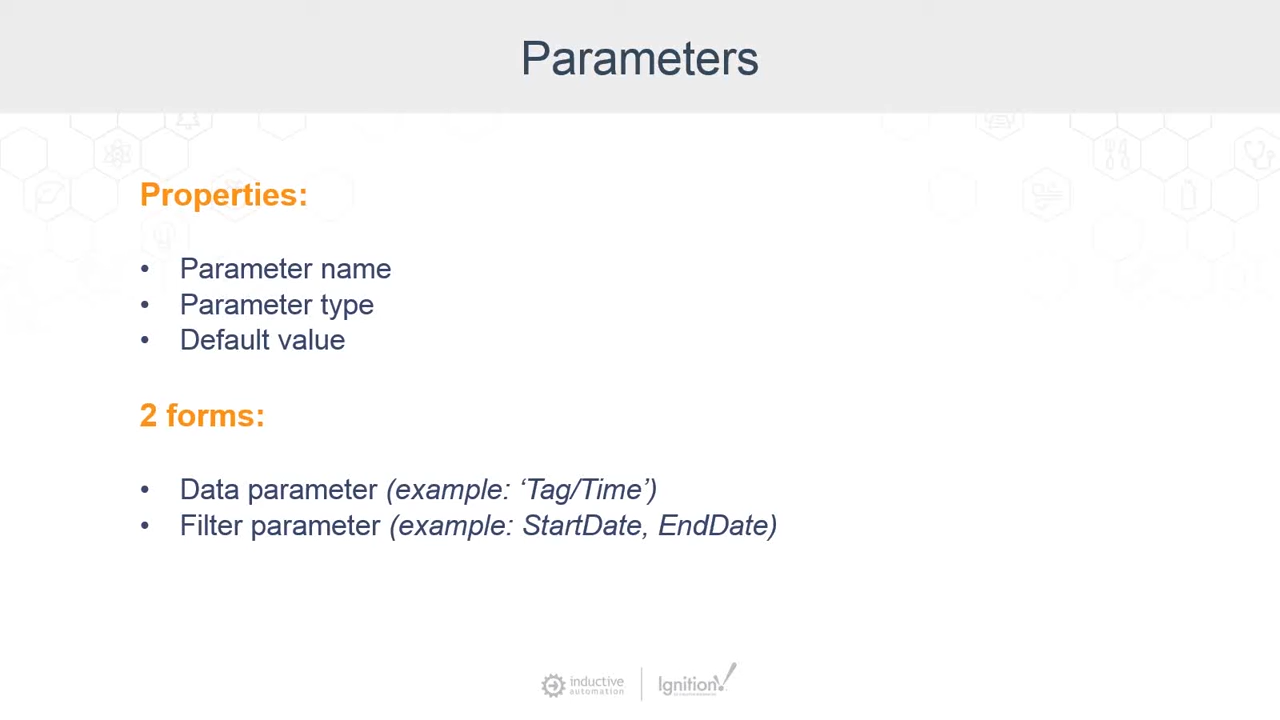 Parameters
Properties:
• Parameter name
• Parameter type
• Default value
2 forms:
• Data parameter (example: ‘Tag/Time’)
• Filter parameter (example: StartDate, EndDate)
inductive
automation
Ignition!